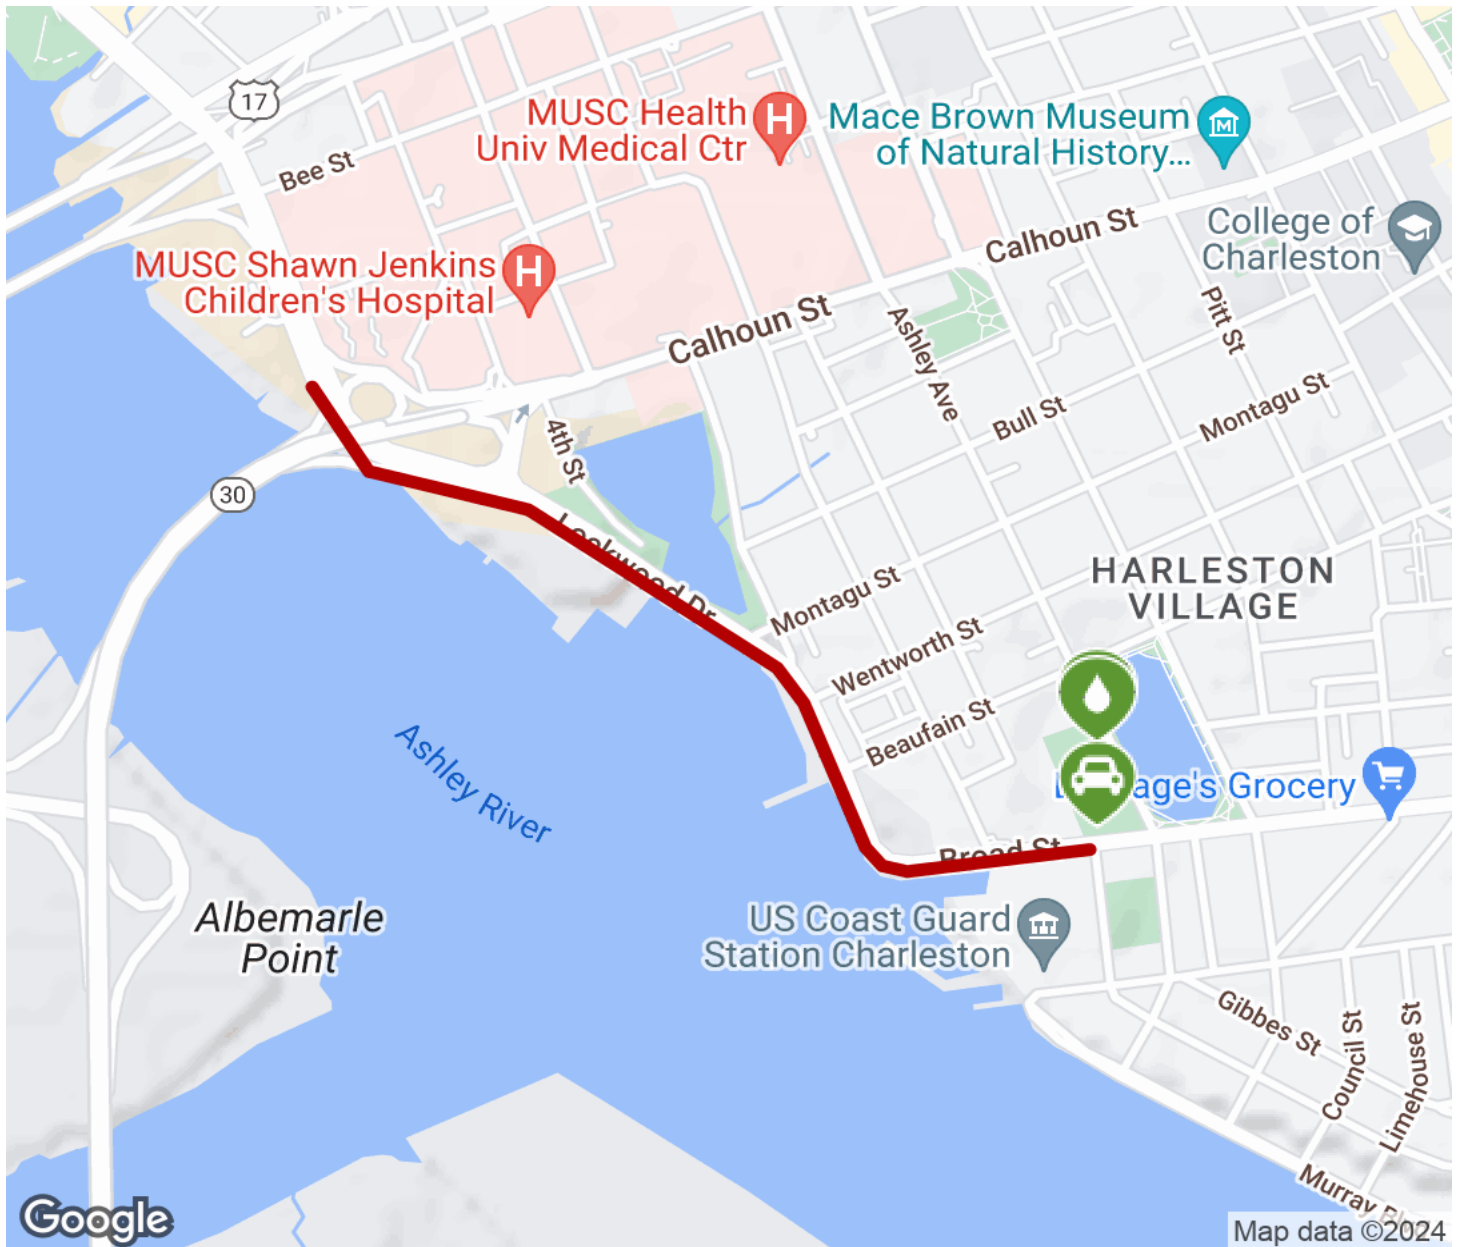 17
Bee St
MUSC Health
Univ Medical Ctr
Mace Brown Museum
of Natural History...
Calhoun St
College of
Charleston
MUSC Shawn Jenkins
Children's Hospital
Calhoun St
Ashley Ave
Pitt St
Bull St
Montagu St
4th St
30
Lockwood Dr
Montagu St
HARLESTON
VILLAGE
Wentworth St
Beaufain St
Ashley River
age's Grocery
Broad St
Albemarle
Point
US Coast Guard
Station Charleston
Gibbes St
Council St
Limehouse St
Murray Blvd
Google
Map data ©2024